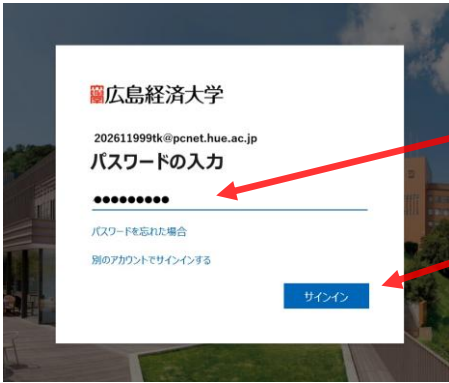 広島経済大学
202611999tk@pcnet.hue.ac.jp
パスワードの入力
●●●●●●●●●
パスワードを忘れた場合
別のアカウントでサインインする
サインイン